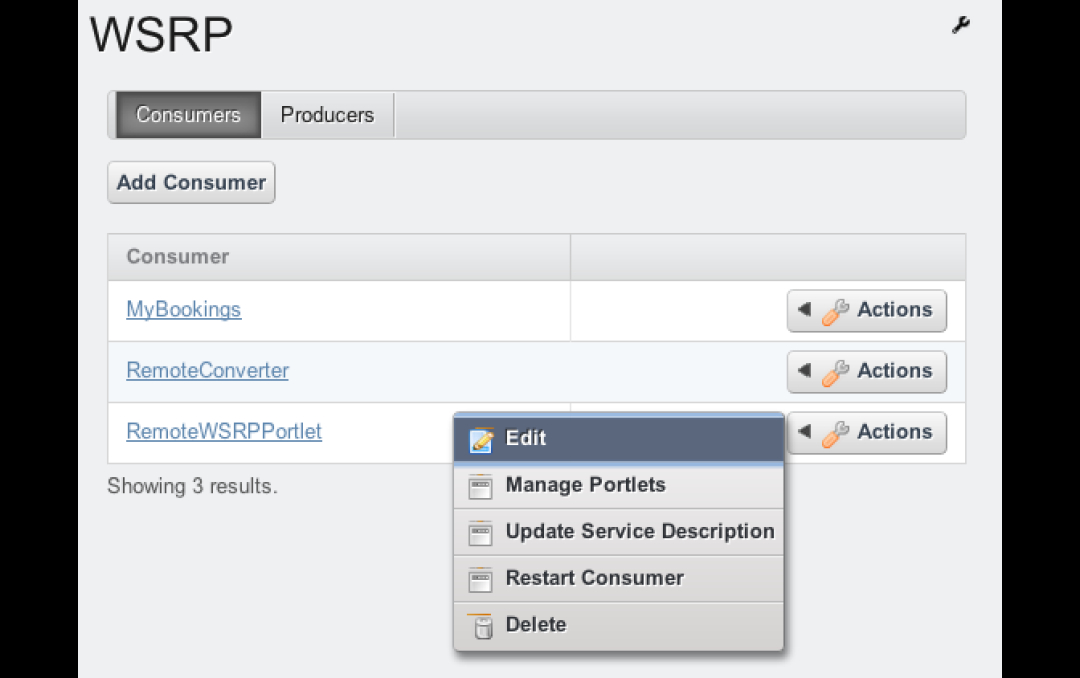 WSRP
Consumers Producers
Add Consumer
Consumer
MyBookings Actions
RemoteConverter Actions
RemoteWSRPPortlet Actions
Edit
Manage Portlets
Update Service Description
Restart Consumer
Delete
Showing 3 results.